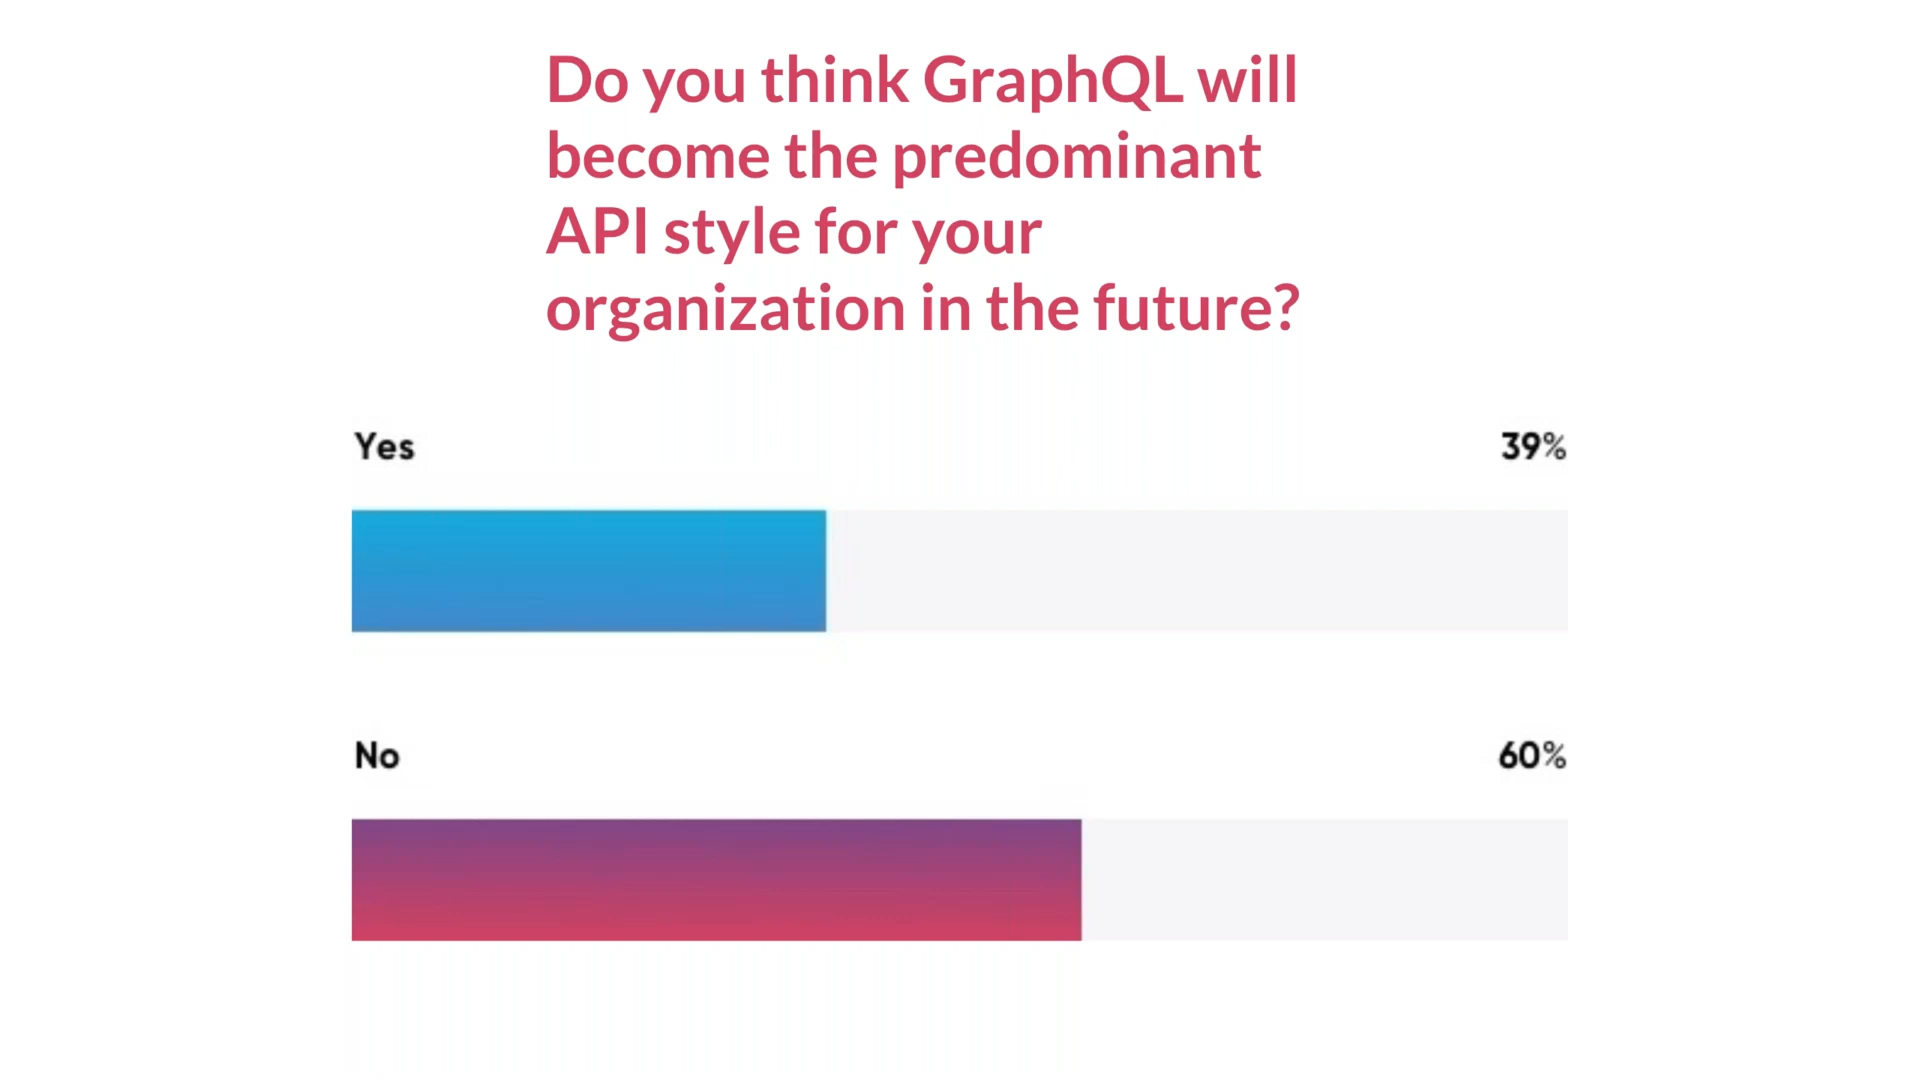 Do you think GraphQL will
become the predominant
API style for your
organization in the future?
Yes 39%
No 60%